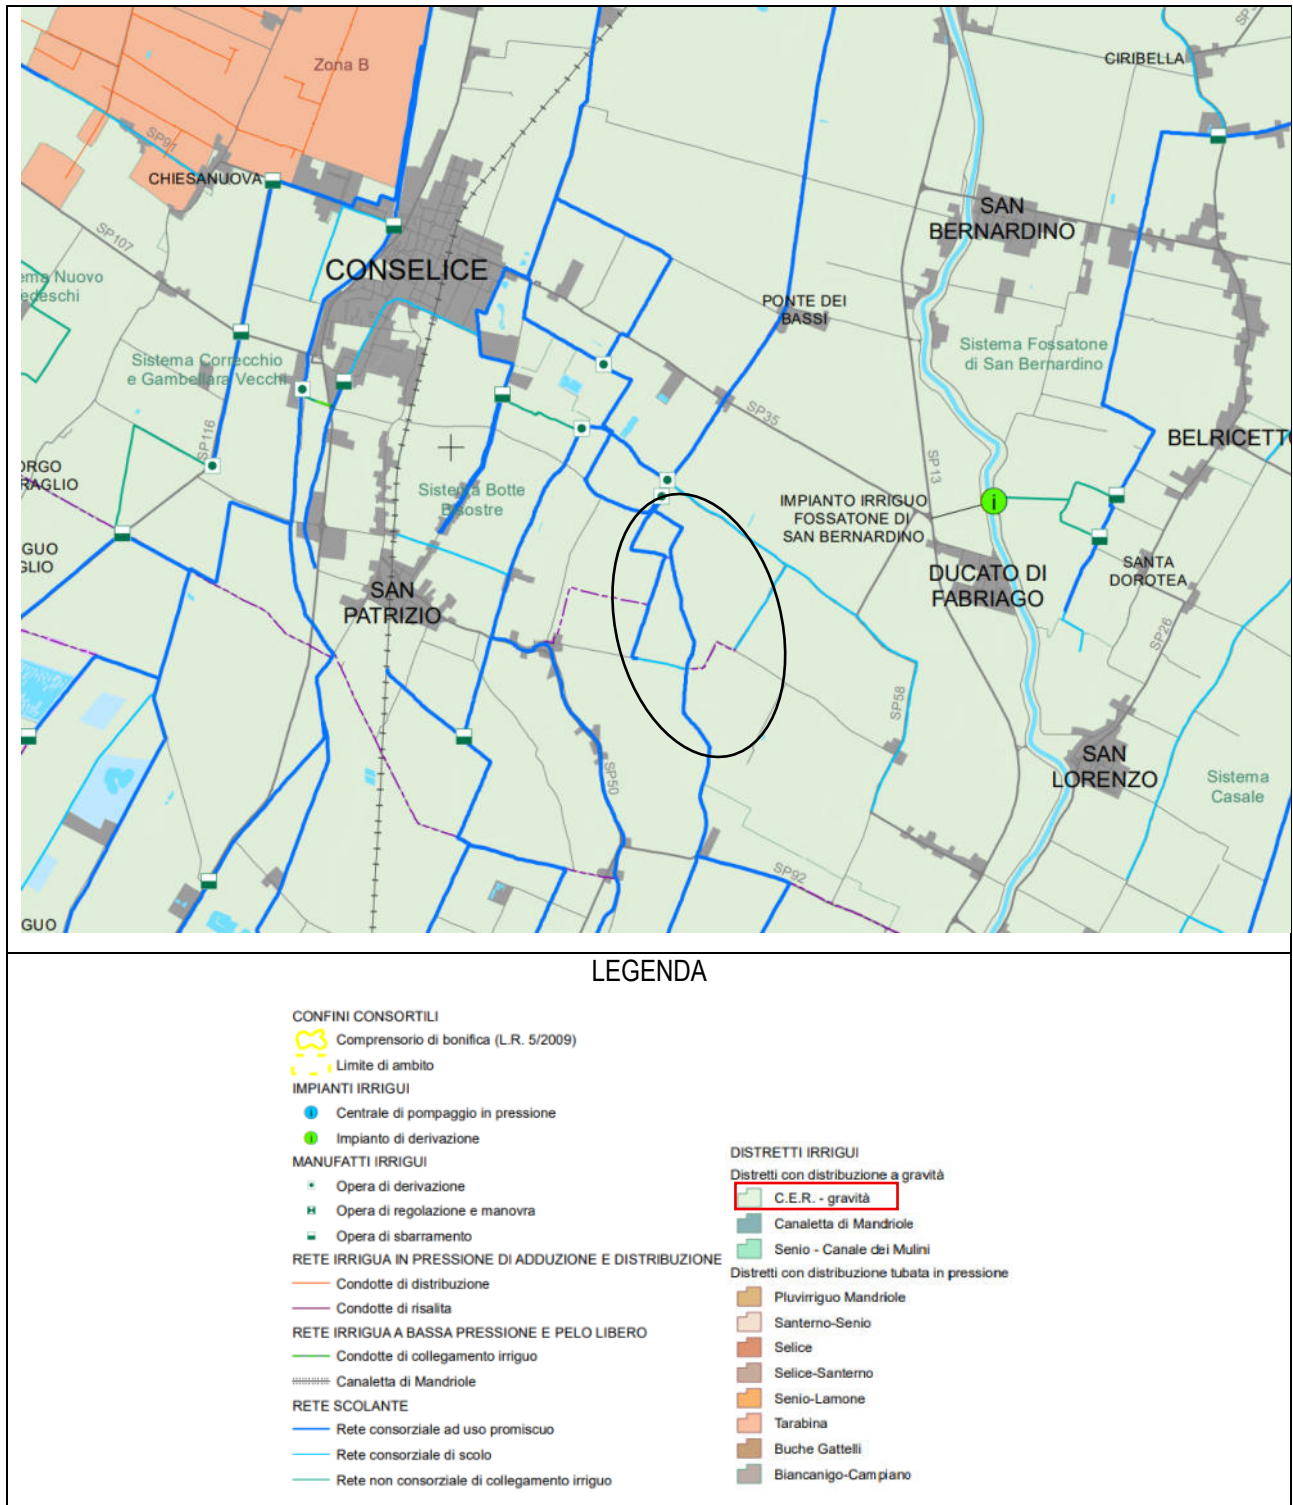 Zona B
CIRIBELLA
SP91
CHIESANUOVA
SAN
BERNARDINO
SP107
CONSELICE
ema Nuovo
edeschi
PONTE DEI
BASSI
Sistema Fossatone
di San Bernardino
Sistema Correcchio
e Gambellara Vecchi
SP35
SP116
BELRICETTO
SP13
ORGO
RAGLIO
Sistema Botte
Bisostre
IMPIANTO IRRIGUO
FOSSATONE DI
SAN BERNARDINO
i
GUO
GLIO
SAN
PATRIZIO
DUCATO DI
FABRIAGO
SANTA
DOROTEA
SP26
SP58
SP50
SAN
LORENZO
Sistema
Casale
SP92
GUO
LEGENDA
CONFINI CONSORTILI
Comprensorio di bonifica (L.R. 5/2009)
Limite di ambito
IMPIANTI IRRIGUI
Centrale di pompaggio in pressione
Impianto di derivazione
MANUFATTI IRRIGUI
Opera di derivazione
Opera di regolazione e manovra
Opera di sbarramento
RETE IRRIGUA IN PRESSIONE DI ADDUZIONE E DISTRIBUZIONE
Condotte di distribuzione
Condotte di risalita
RETE IRRIGUA A BASSA PRESSIONE E PELO LIBERO
Condotte di collegamento irriguo
Canaletta di Mandriole
RETE SCOLANTE
Rete consorziale ad uso promiscuo
Rete consorziale di scolo
Rete non consorziale di collegamento irriguo
DISTRETTI IRRIGUI
Distretti con distribuzione a gravità
C.E.R. - gravità
Canaletta di Mandriole
Senio - Canale dei Mulini
Distretti con distribuzione tubata in pressione
Pluvirriguo Mandriole
Santerno-Senio
Selice
Selice-Santerno
Senio-Lamone
Tarabina
Buche Gattelli
Biancanigo-Campiano